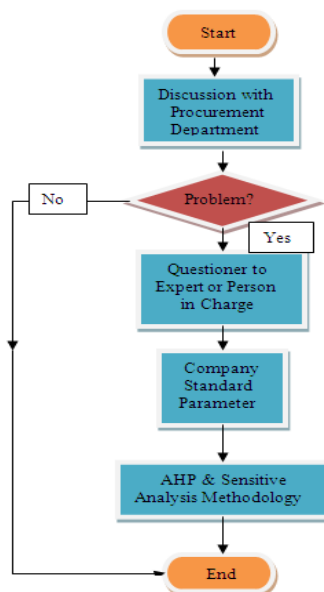 Start
Discussion with
Procurement
Department
Problem?
No
Yes
Questioner to
Expert or Person
in Charge
Company
Standard
Parameter
AHP & Sensitive
Analysis Methodology
End